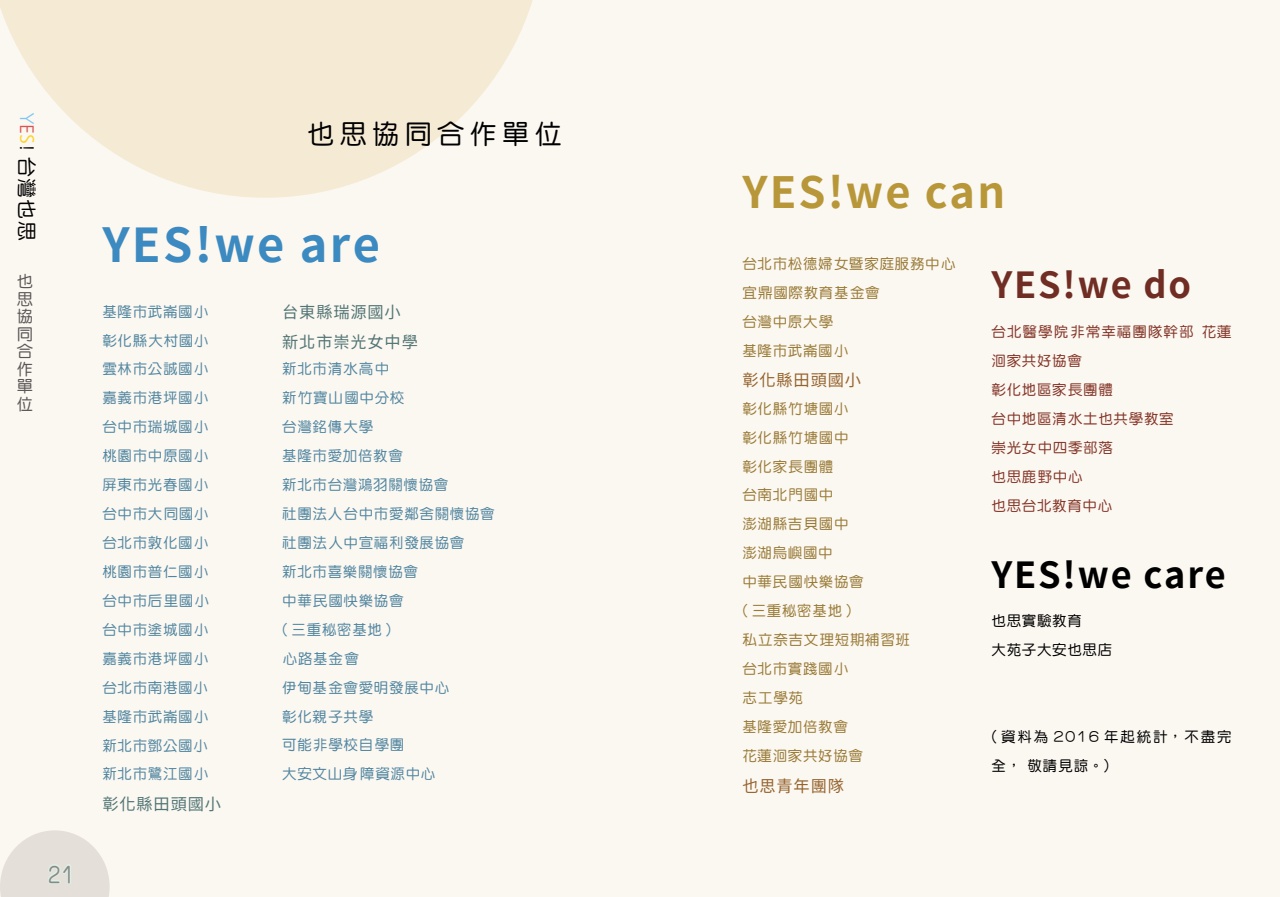 YES! 台灣也思 也思協同合作單位
也思協同合作單位
YES!we are
基隆市武崙國小
彰化縣大村國小
雲林市公誠國小
嘉義市港坪國小
台中市瑞城國小
桃園市中原國小
屏東市光春國小
台中市大同國小
台北市敦化國小
桃園市普仁國小
台中市后里國小
台中市塗城國小
嘉義市港坪國小
台北市南港國小
基隆市武崙國小
新北市鄧公國小
新北市鷺江國小
彰化縣田頭國小
台東縣瑞源國小
新北市崇光女中學
新北市清水高中
新竹寶山國中分校
台灣銘傳大學
基隆市愛加倍教會
新北市台灣鴻羽關懷協會
社團法人台中市愛鄰舍關懷協會
社團法人中宣福利發展協會
新北市喜樂關懷協會
中華民國快樂協會
(三重秘密基地)
心路基金會
伊甸基金會愛明發展中心
彰化親子共學
可能非學校自學團
大安文山身障資源中心
YES!we can
台北市松德婦女暨家庭服務中心
宜鼎國際教育基金會
台灣中原大學
基隆市武崙國小
彰化縣田頭國小
彰化縣竹塘國小
彰化縣竹塘國中
彰化家長團體
台南北門國中
澎湖縣吉貝國中
澎湖鳥嶼國中
中華民國快樂協會
(三重秘密基地)
私立奈吉文理短期補習班
台北市實踐國小
志工學苑
基隆愛加倍教會
花蓮洄家共好協會
也思青年團隊
YES!we do
台北醫學院非常幸福團隊幹部 花蓮
洄家共好協會
彰化地區家長團體
台中地區清水土也共學教室
崇光女中四季部落
也思鹿野中心
也思台北教育中心
YES!we care
也思實驗教育
大苑子大安也思店
(資料為 2016 年起統計,不盡完
全, 敬請見諒。)
21